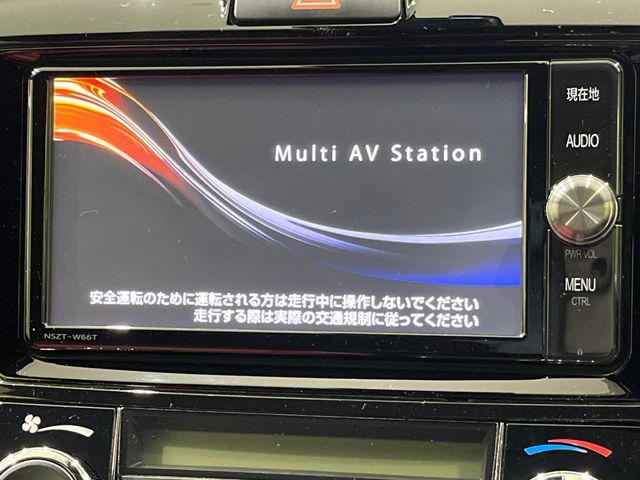 現在地
AUDIO
Multi AV Station
PWR·VOL
MENU
CTRL
安全運転のために運転される方は走行中に操作しないでください
走行する際は実際の交通規制に従ってください
NSZT-W66T